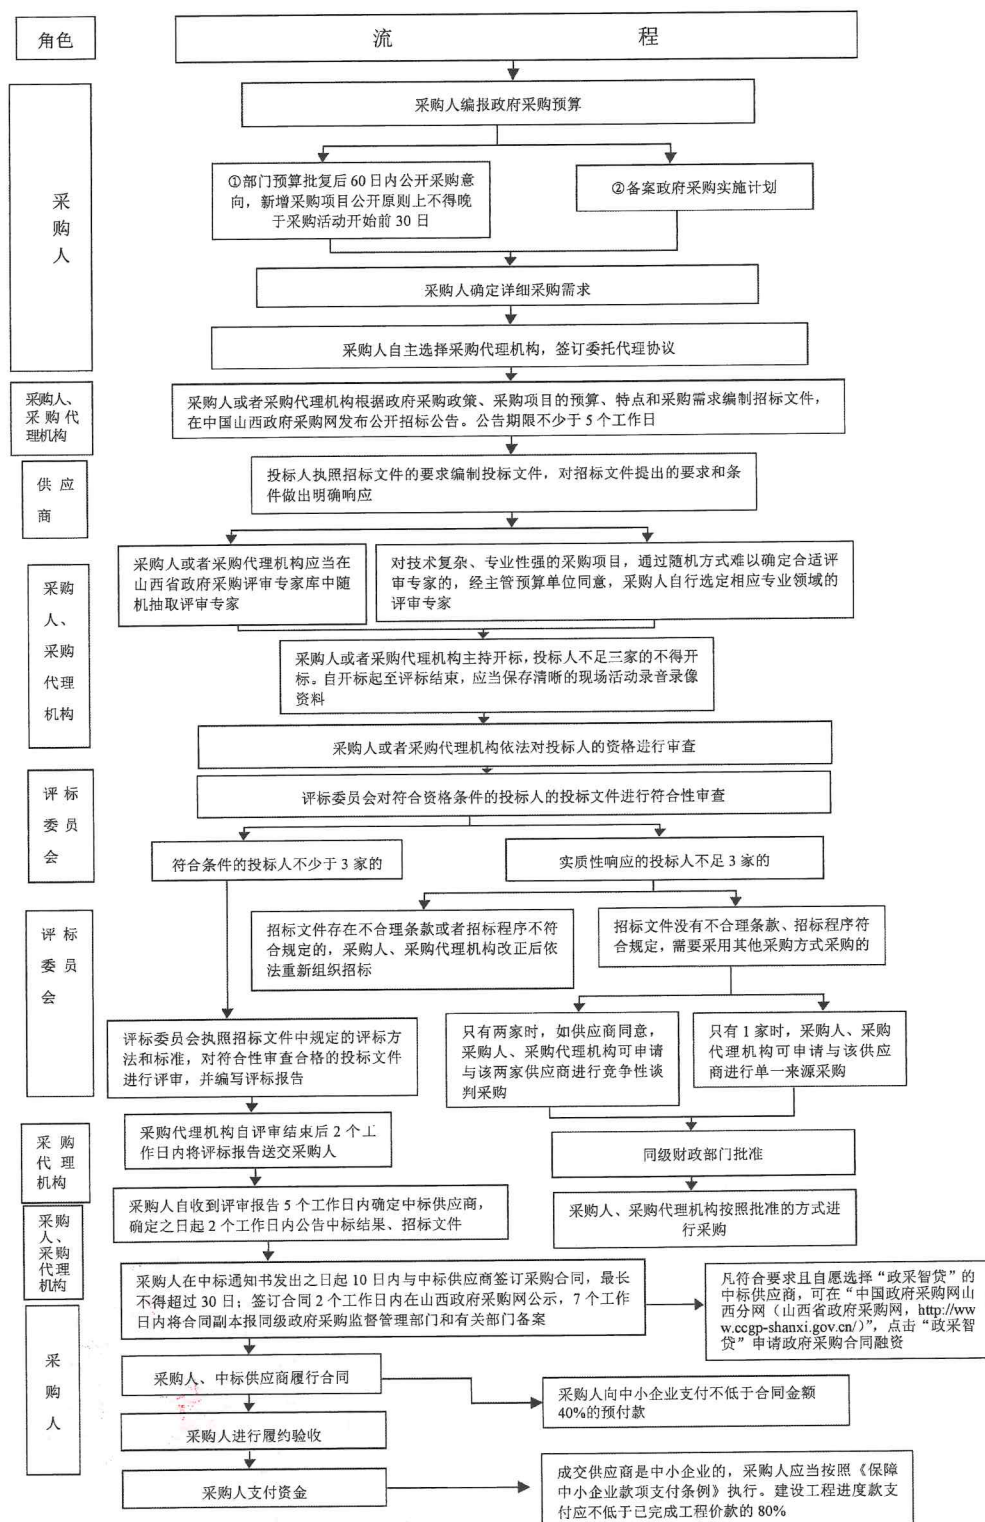 角色
流 程
采
购
人
采购人编报政府采购预算
①部门预算批复后 60 日内公开采购意
向，新增采购项目公开原则上不得晚
于采购活动开始前 30 日
②备案政府采购实施计划
采购人确定详细采购需求
采购人自主选择采购代理机构，签订委托代理协议
采购人、
采 购 代
理机构
采购人或者采购代理机构根据政府采购政策、采购项目的预算、特点和采购需求编制招标文件，
在中国山西政府采购网发布公开招标公告。公告期限不少于 5 个工作日
供 应
商
投标人执照招标文件的要求编制投标文件，对招标文件提出的要求和条
件做出明确响应
采购
人、
采购
代理
机构
采购人或者采购代理机构应当在
山西省政府采购评审专家库中随
机抽取评审专家
对技术复杂、专业性强的采购项目，通过随机方式难以确定合适评
审专家的，经主管预算单位同意，采购人自行选定相应专业领域的
评审专家
采购人或者采购代理机构主持开标，投标人不足三家的不得开
标。自开标起至评标结束，应当保存清晰的现场活动录音录像
资料
采购人或者采购代理机构依法对投标人的资格进行审查
评 标
委 员
会
评标委员会对符合资格条件的投标人的投标文件进行符合性审查
符合条件的投标人不少于 3 家的
实质性响应的投标人不足 3 家的
评 标
委 员
会
招标文件存在不合理条款或者招标程序不符
合规定的，采购人、采购代理机构改正后依
法重新组织招标
招标文件没有不合理条款、招标程序符
合规定，需要采用其他采购方式采购的
评标委员会执照招标文件中规定的评标方
法和标准，对符合性审查合格的投标文件
进行评审，并编写评标报告
只有两家时，如供应商同意，
采购人、采购代理机构可申请
与该两家供应商进行竞争性谈
判采购
只有 1 家时，采购人、采购
代理机构可申请与该供应
商进行单一来源采购
采 购
代 理
机构
采购代理机构自评审结束后 2 个工
作日内将评标报告送交采购人
同级财政部门批准
采购
人、
采购
代理
机构
采购人自收到评审报告 5 个工作日内确定中标供应商，
确定之日起 2 个工作日内公告中标结果、招标文件
采购人、采购代理机构按照批准的方式进
行采购
采
购
人
采购人在中标通知书发出之日起 10 日内与中标供应商签订采购合同，最长
不得超过 30 日；签订合同 2 个工作日内在山西政府采购网公示，7 个工作
日内将合同副本报同级政府采购监督管理部门和有关部门备案
凡符合要求且自愿选择“政采智贷”的
中标供应商，可在“中国政府采购网山
西分网（山西省政府采购网，http://ww
w.ccgp-shanxi.gov.cn/）”，点击“政采智
贷”申请政府采购合同融资
采购人、中标供应商履行合同
采购人向中小企业支付不低于合同金额
40%的预付款
采购人进行履约验收
采购人支付资金
成交供应商是中小企业的，采购人应当按照《保障
中小企业款项支付条例》执行。建设工程进度款支
付应不低于已完成工程价款的 80%